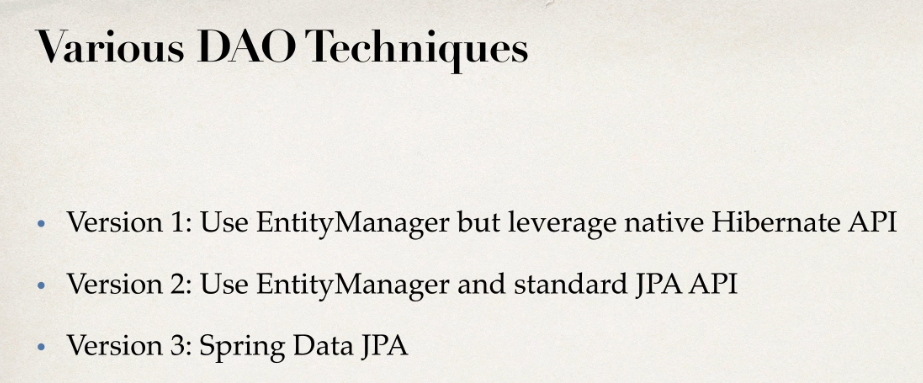 Various DAO Techniques
• Version 1: Use EntityManager but leverage native Hibernate API
• Version 2: Use EntityManager and standard JPA API
• Version 3: Spring Data JPA